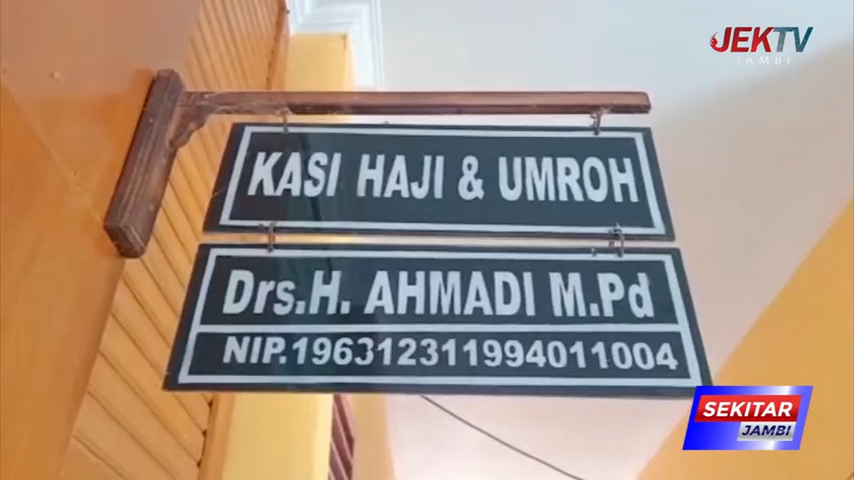 JEKTV
JAMBI
KASI HAJI & UMROH
Drs.H. AHMADI M.Pd
NIP.196312311994011004
SEKITAR
JAMBI